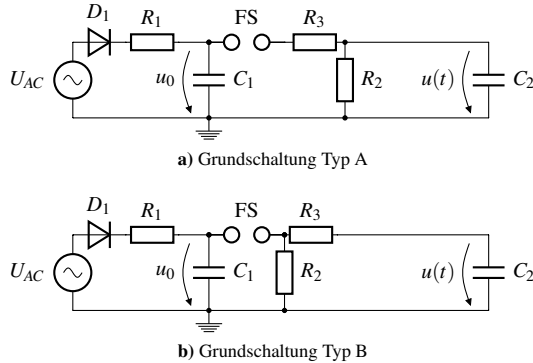 D1 R1 FS R3
UAC u0 C1 R2 u(t) C2
a) Grundschaltung Typ A
D1 R1 FS R3
UAC u0 C1 R2 u(t) C2
b) Grundschaltung Typ B